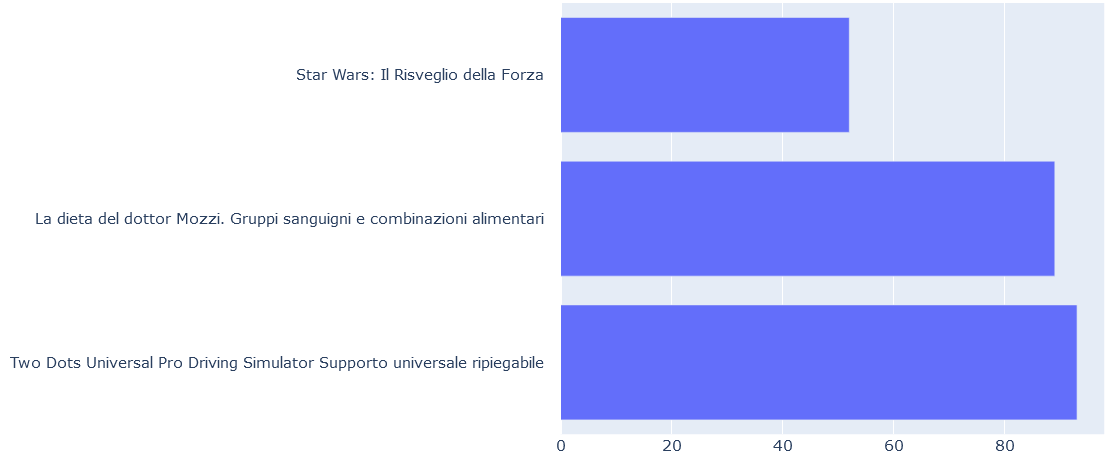 Star Wars: Il Risveglio della Forza
La dieta del dottor Mozzi. Gruppi sanguigni e combinazioni alimentari
Two Dots Universal Pro Driving Simulator Supporto universale ripiegabile
0 20 40 60 80